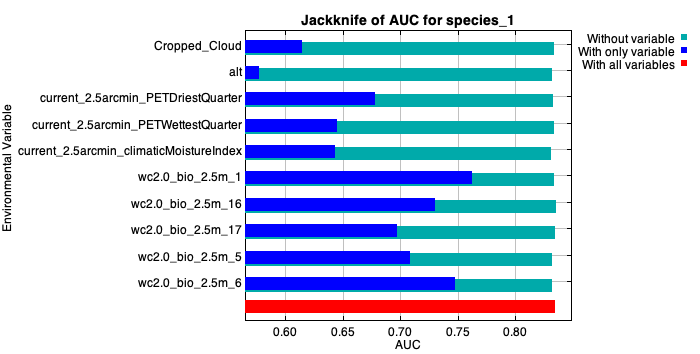 Jackknife of AUC for species_1
Without variable
With only variable
With all variables
Environmental Variable
Cropped_Cloud
alt
current_2.5arcmin_PETDriestQuarter
current_2.5arcmin_PETWettestQuarter
current_2.5arcmin_climaticMoistureIndex
wc2.0_bio_2.5m_1
wc2.0_bio_2.5m_16
wc2.0_bio_2.5m_17
wc2.0_bio_2.5m_5
wc2.0_bio_2.5m_6
0.60 0.65 0.70 0.75 0.80
AUC